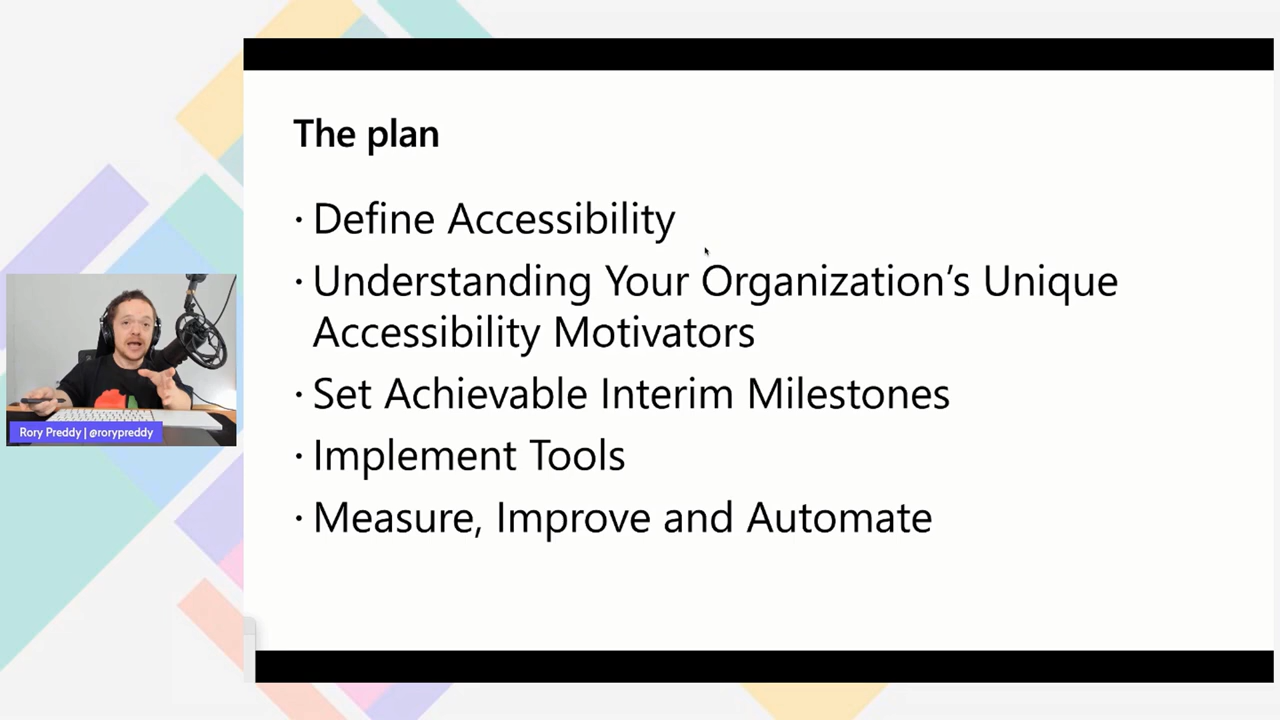 The plan
· Define Accessibility
· Understanding Your Organization’s Unique
Accessibility Motivators
· Set Achievable Interim Milestones
· Implement Tools
· Measure, Improve and Automate
Rory Preddy | @rorypreddy